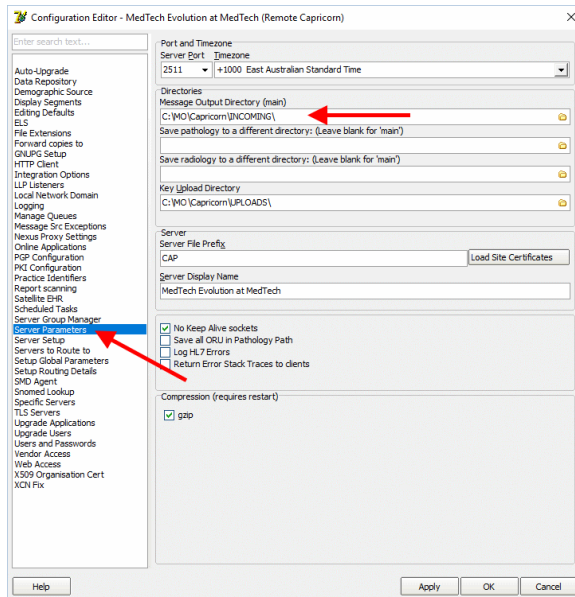 Configuration Editor - MedTech Evolution at MedTech (Remote Capricorn)
Enter search text...
Auto-Upgrade
Data Repository
Demographic Source
Display Segments
Editing Defaults
ELS
File Extensions
Forward copies to
GNUPG Setup
HTTP Client
Integration Options
LLP Listeners
Local Network Domain
Logging
Manage Queues
Message Src Exceptions
Nexus Proxy Settings
Online Applications
PGP Configuration
PKI Configuration
Practice Identifiers
Report scanning
Satellite EHR
Scheduled Tasks
Server Group Manager
Server Parameters
Server Setup
Servers to Route to
Setup Global Parameters
Setup Routing Details
SMD Agent
Snomed Lookup
Specific Servers
TLS Servers
Upgrade Applications
Upgrade Users
Users and Passwords
Vendor Access
Web Access
X509 Organisation Cert
XCN Fix
Port and Timezone
Server Port Timezone
2511 +1000 East Australian Standard Time
Directories
Message Output Directory (main)
C:\MO\Capricorn\INCOMING\
Save pathology to a different directory: (Leave blank for 'main')
Save radiology to a different directory: (Leave blank for 'main')
Key Upload Directory
C:\MO\Capricorn\UPLOADS\
Server
Server File Prefix
CAP Load Site Certificates
Server Display Name
MedTech Evolution at MedTech
No Keep Alive sockets
Save all ORU in Pathology Path
Log HL7 Errors
Return Error Stack Traces to clients
Compression (requires restart)
gzip
Help Apply OK Cancel